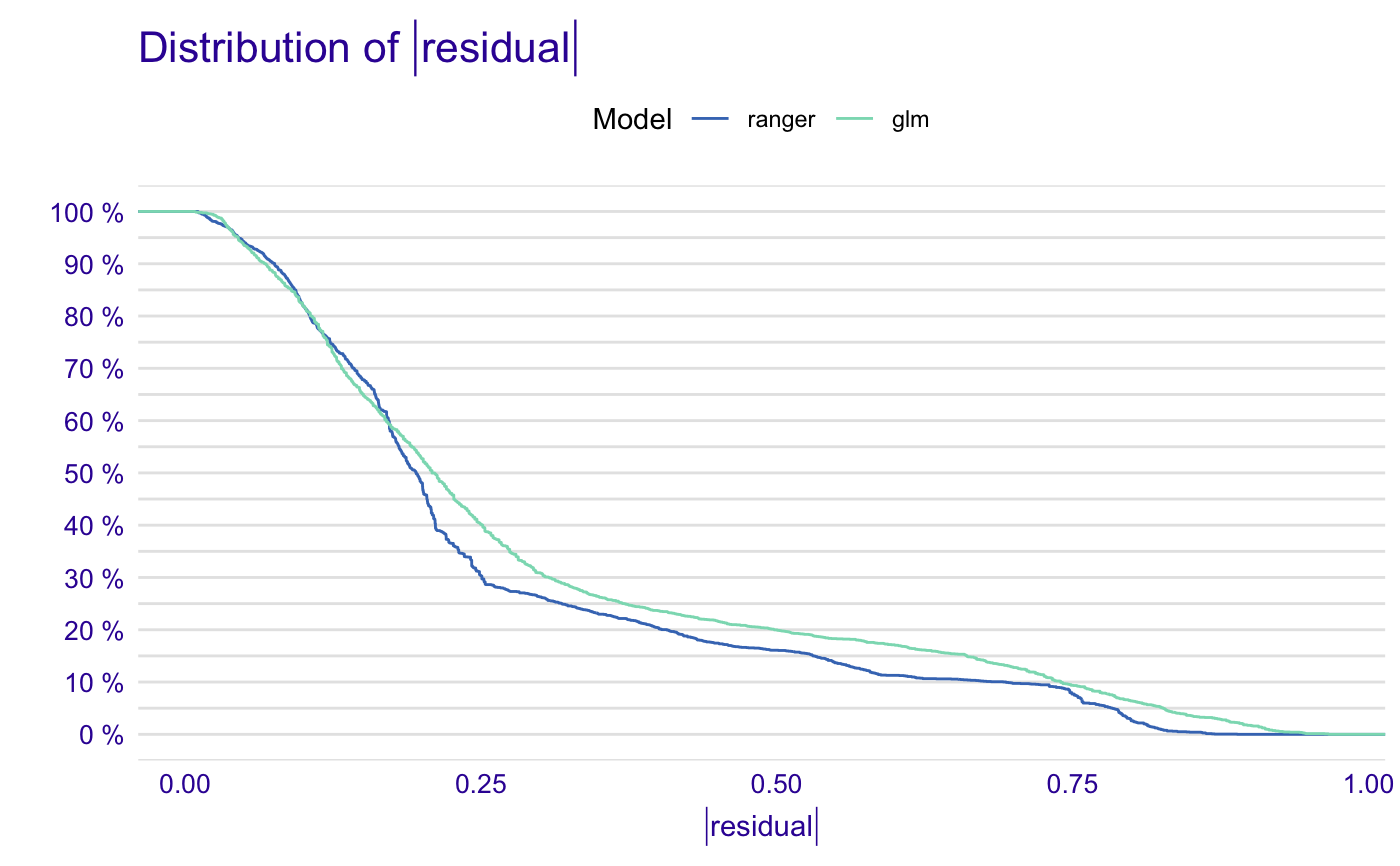 Distribution of |residual|
Model ranger glm
100 %
90 %
80 %
70 %
60 %
50 %
40 %
30 %
20 %
10 %
0 %
0.00 0.25 0.50 0.75 1.00
|residual|